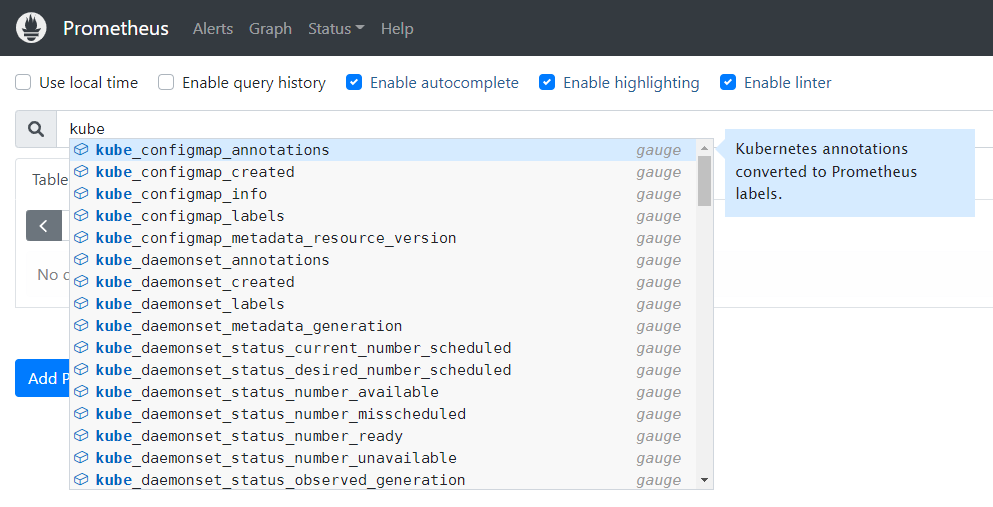 Prometheus Alerts Graph Status Help
Use local time Enable query history Enable autocomplete Enable highlighting Enable linter
kube
kube_configmap_annotations gauge
kube_configmap_created gauge
kube_configmap_info gauge
kube_configmap_labels gauge
kube_configmap_metadata_resource_version gauge
kube_daemonset_annotations gauge
kube_daemonset_created gauge
kube_daemonset_labels gauge
kube_daemonset_metadata_generation gauge
kube_daemonset_status_current_number_scheduled gauge
kube_daemonset_status_desired_number_scheduled gauge
kube_daemonset_status_number_available gauge
kube_daemonset_status_number_misscheduled gauge
kube_daemonset_status_number_ready gauge
kube_daemonset_status_number_unavailable gauge
kube_daemonset_status_observed_generation gauge
Kubernetes annotations
converted to Prometheus
labels.
Table
No
Add